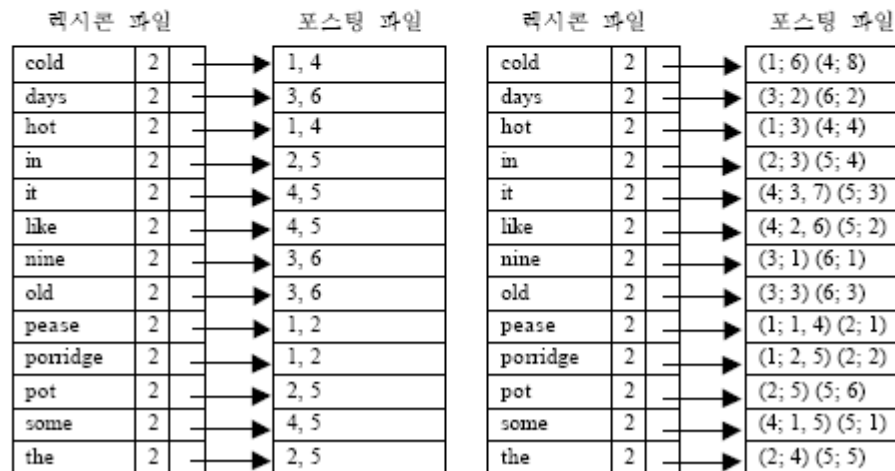 렉시콘 파일 포스팅 파일 렉시콘 파일 포스팅 파일
cold 2 1, 4 cold 2 (1; 6) (4; 8)
days 2 3, 6 days 2 (3; 2) (6; 2)
hot 2 1, 4 hot 2 (1; 3) (4; 4)
in 2 2, 5 in 2 (2; 3) (5; 4)
it 2 4, 5 it 2 (4; 3, 7) (5; 3)
like 2 4, 5 like 2 (4; 2, 6) (5; 2)
nine 2 3, 6 nine 2 (3; 1) (6; 1)
old 2 3, 6 old 2 (3; 3) (6; 3)
pease 2 1, 2 pease 2 (1; 1, 4) (2; 1)
porridge 2 1, 2 porridge 2 (1; 2, 5) (2; 2)
pot 2 2, 5 pot 2 (2; 5) (5; 6)
some 2 4, 5 some 2 (4; 1, 5) (5; 1)
the 2 2, 5 the 2 (2; 4) (5; 5)